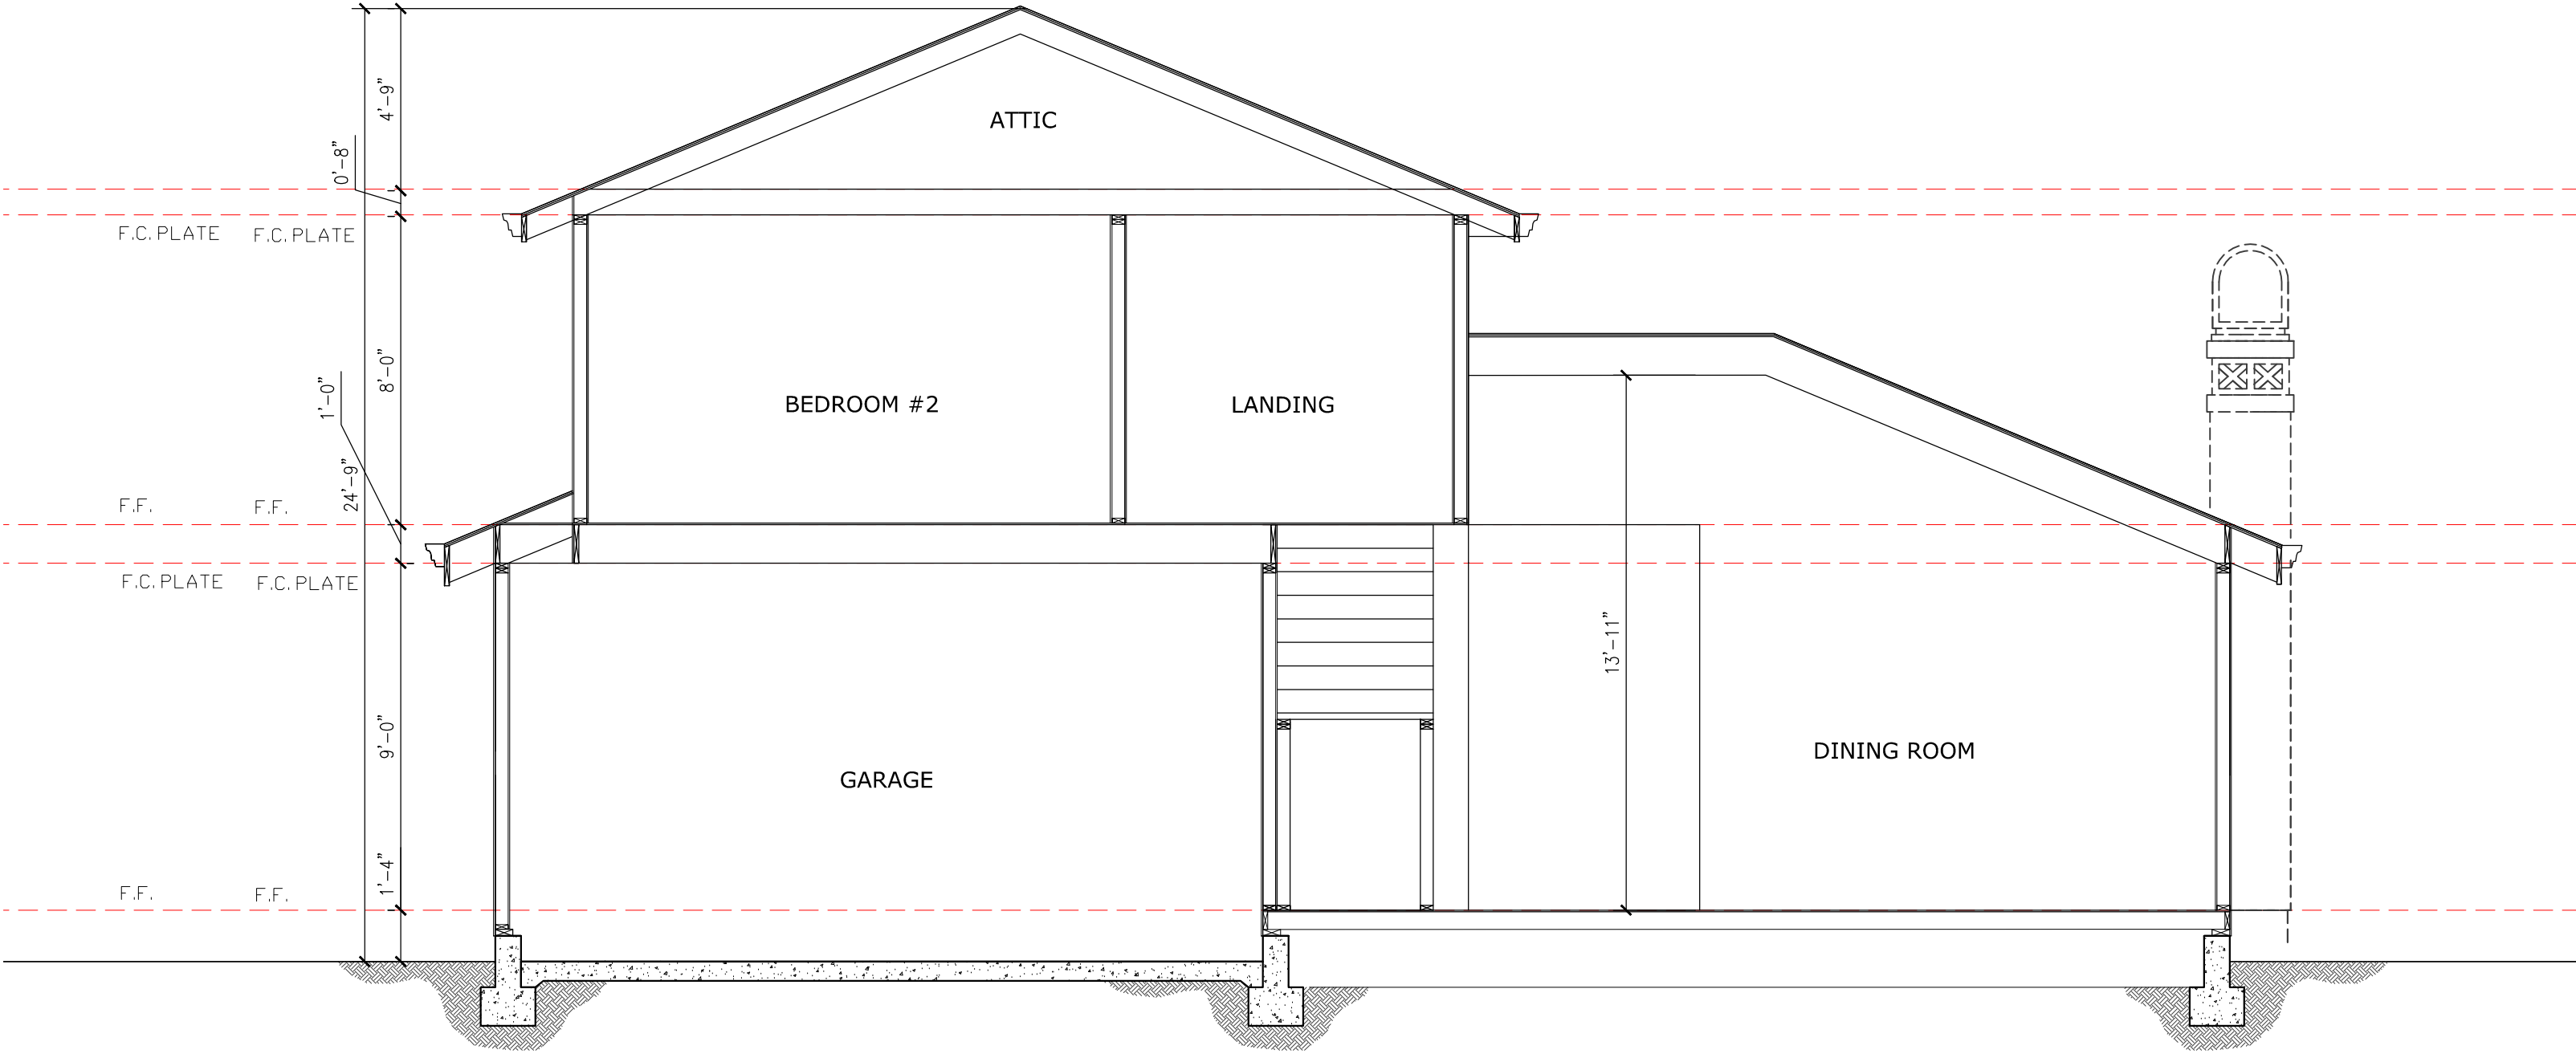 4'-9"
ATTIC
0'-8"
F.C. PLATE F.C. PLATE
8'-0"
1'-0"
BEDROOM #2 LANDING
24'-9"
F.F. F.F.
F.C. PLATE F.C. PLATE
13'-11"
9'-0"
DINING ROOM
GARAGE
1'-4"
F.F. F.F.